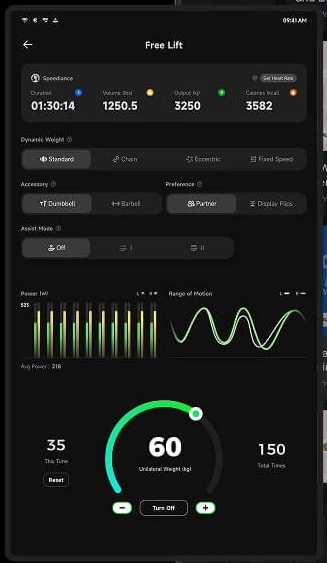 09:41 AM
Free Lift
Speediance
Get Heart Rate
Duration Volume (lbs) Output (kj) Calories (kcal)
01:30:14 1250.5 3250 3582
Dynamic Weight
Standard Chain Eccentric Fixed Speed
Accessory Preference
Dumbbell Barbell Partner Display Flips
Assist Mode
Off I II
Power (w) L R Range of Motion L R
523
Avg Power: 218
35 60 150
This Time Unilateral Weight (kg) Total Times
Reset
− Turn Off +